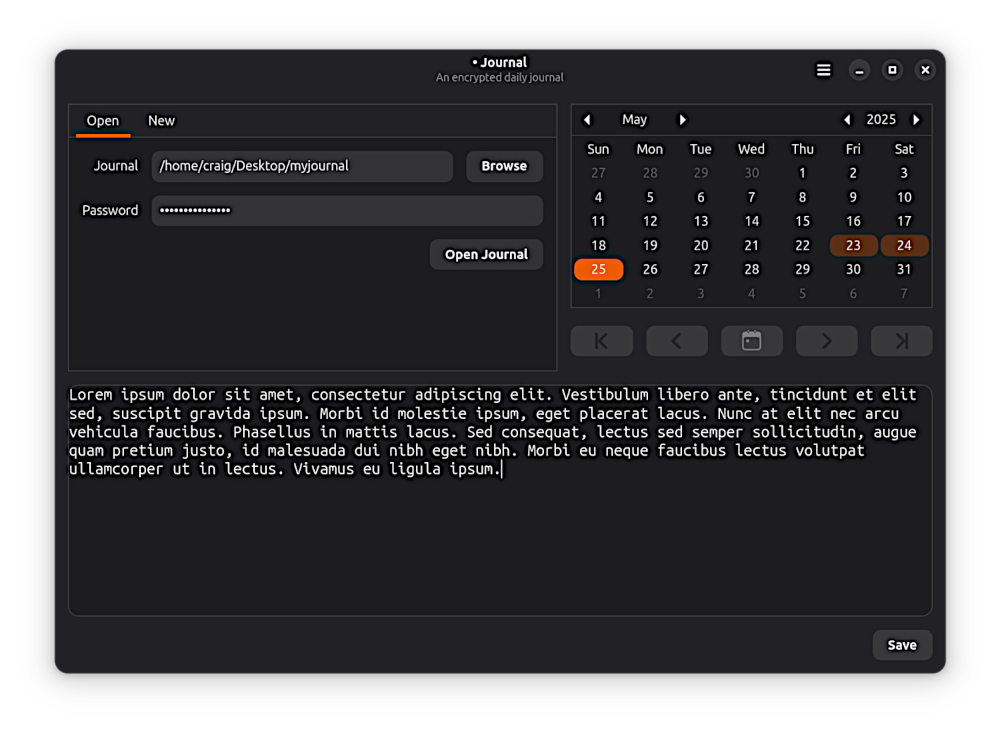 • Journal
An encrypted daily journal
Open New
Journal /home/craig/Desktop/myjournal Browse
Password •••••••••••••••
Open Journal
May 2025
Sun Mon Tue Wed Thu Fri Sat
27 28 29 30 1 2 3
4 5 6 7 8 9 10
11 12 13 14 15 16 17
18 19 20 21 22 23 24
25 26 27 28 29 30 31
1 2 3 4 5 6 7
Lorem ipsum dolor sit amet, consectetur adipiscing elit. Vestibulum libero ante, tincidunt et elit
sed, suscipit gravida ipsum. Morbi id molestie ipsum, eget placerat lacus. Nunc at elit nec arcu
vehicula faucibus. Phasellus in mattis lacus. Sed consequat, lectus sed semper sollicitudin, augue
quam pretium justo, id malesuada dui nibh eget nibh. Morbi eu neque faucibus lectus volutpat
ullamcorper ut in lectus. Vivamus eu ligula ipsum.
Save